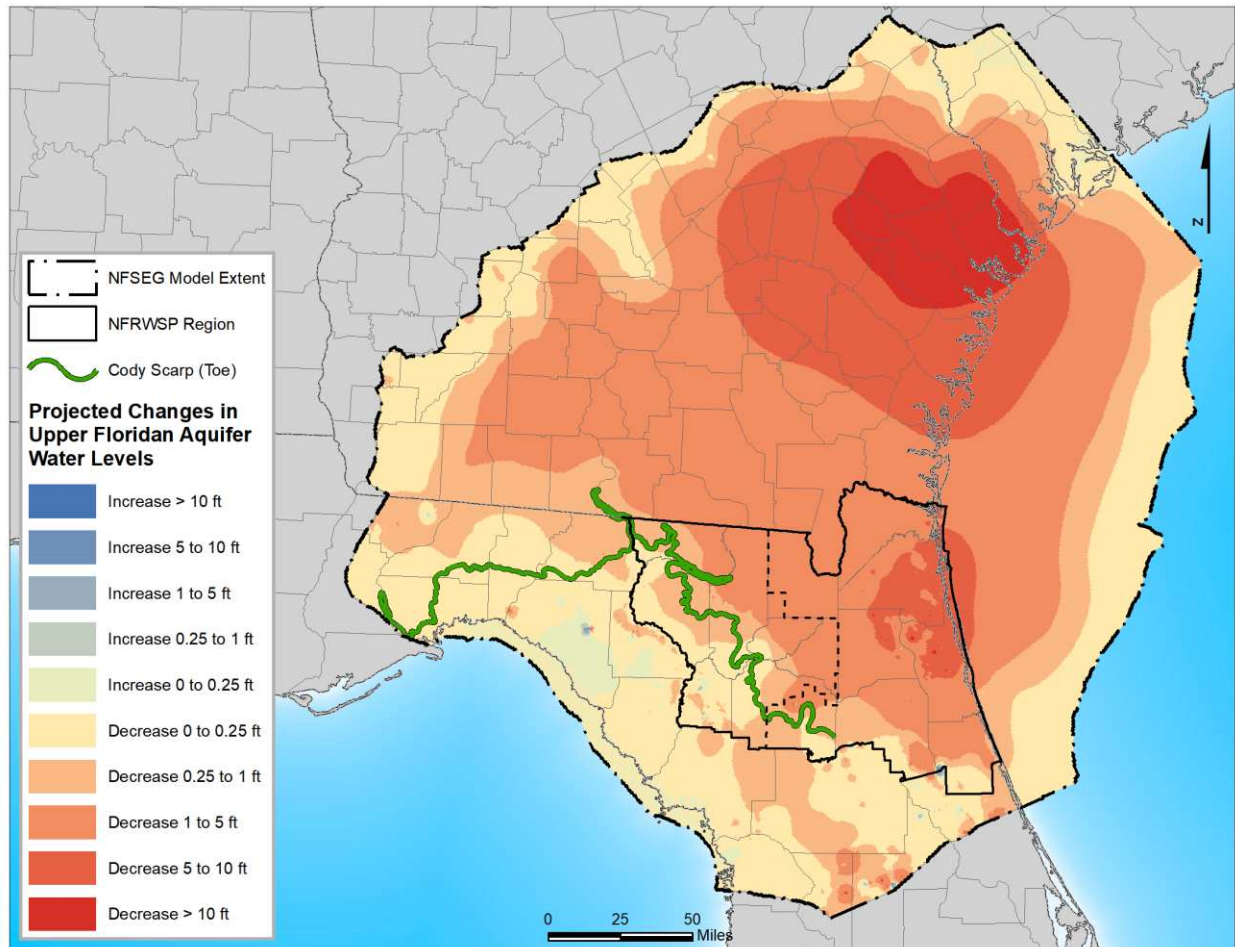 NFSEG Model Extent
NFRWSP Region
Cody Scarp (Toe)
Projected Changes in
Upper Floridan Aquifer
Water Levels
Increase > 10 ft
Increase 5 to 10 ft
Increase 1 to 5 ft
Increase 0.25 to 1 ft
Increase 0 to 0.25 ft
Decrease 0 to 0.25 ft
Decrease 0.25 to 1 ft
Decrease 1 to 5 ft
Decrease 5 to 10 ft
Decrease > 10 ft
N
0 25 50
Miles